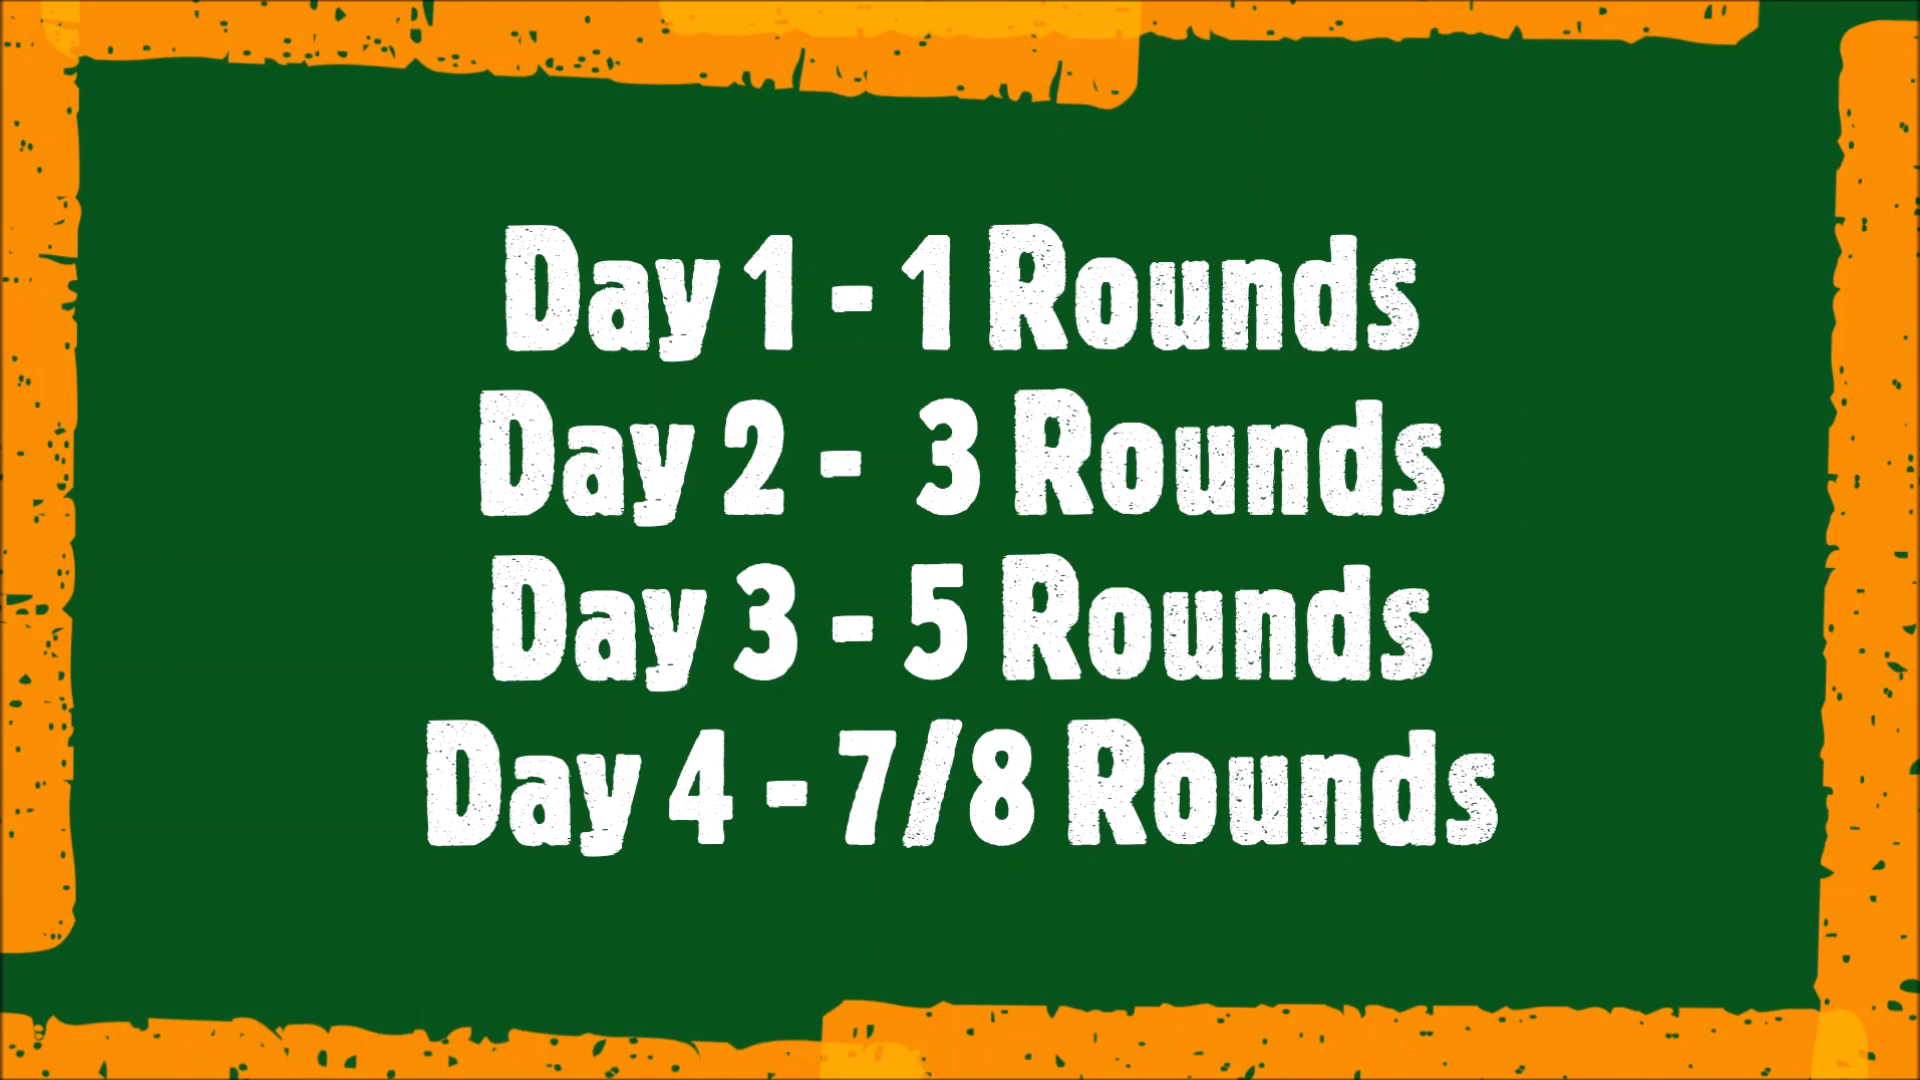 Day 1 - 1 Rounds
Day 2 - 3 Rounds
Day 3 - 5 Rounds
Day 4 - 7/8 Rounds